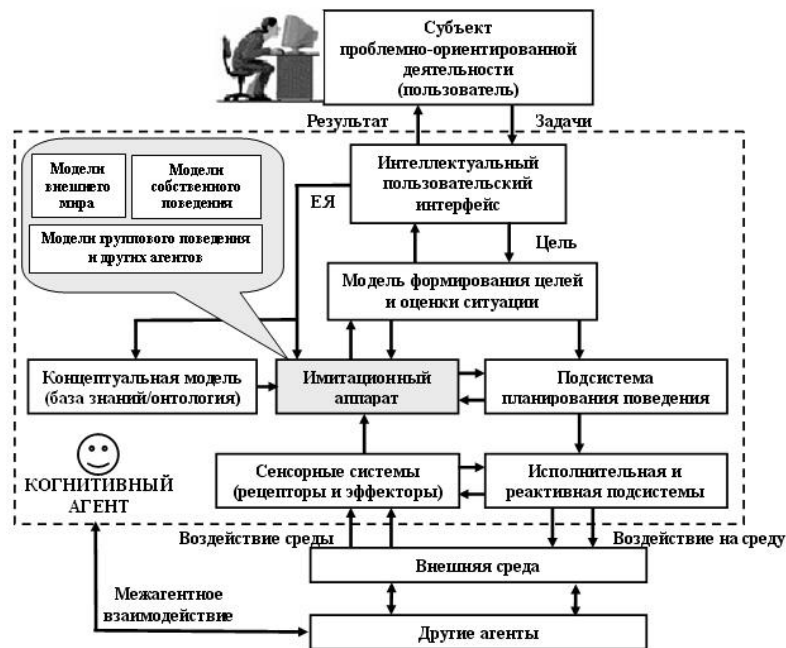 Субъект
проблемно-ориентированной
деятельности
(пользователь)
Результат
Задачи
Модели
внешнего
мира
Модели
собственного
поведения
Модели группового поведения
и других агентов
Интеллектуальный
пользовательский
интерфейс
ЕЯ
Цель
Модель формирования целей
и оценки ситуации
Концептуальная модель
(база знаний/онтология)
Имитационный
аппарат
Подсистема
планирования поведения
КОГНИТИВНЫЙ
АГЕНТ
Сенсорные системы
(рецепторы и эффекторы)
Исполнительная и
реактивная подсистемы
Воздействие среды
Воздействие на среду
Внешняя среда
Межагентное
взаимодействие
Другие агенты